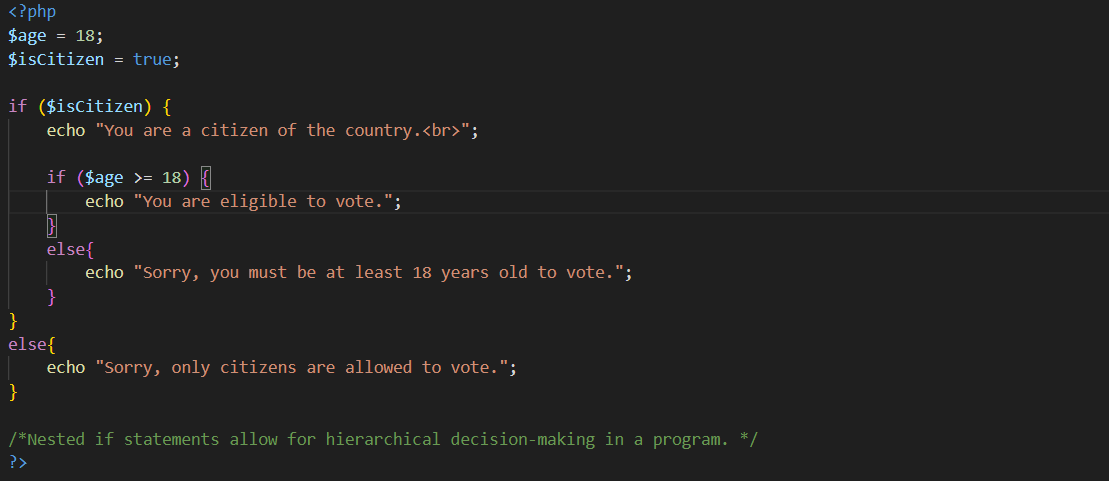 <?php
$age = 18;
$isCitizen = true;

if ($isCitizen) {
    echo "You are a citizen of the country.<br>";

    if ($age >= 18) {
        echo "You are eligible to vote.";
    }
    else{
        echo "Sorry, you must be at least 18 years old to vote.";
    }
}
else{
    echo "Sorry, only citizens are allowed to vote.";
}

/*Nested if statements allow for hierarchical decision-making in a program. */
?>